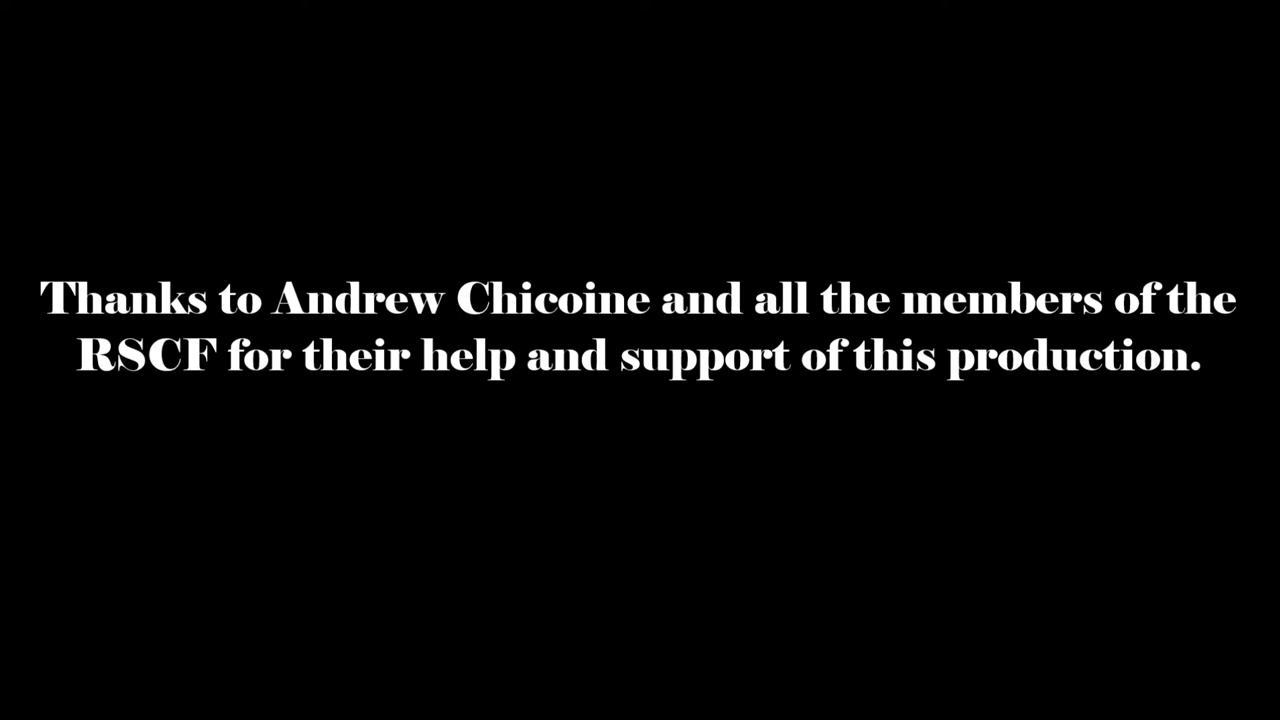 Thanks to Andrew Chicoine and all the members of the
RSCF for their help and support of this production.